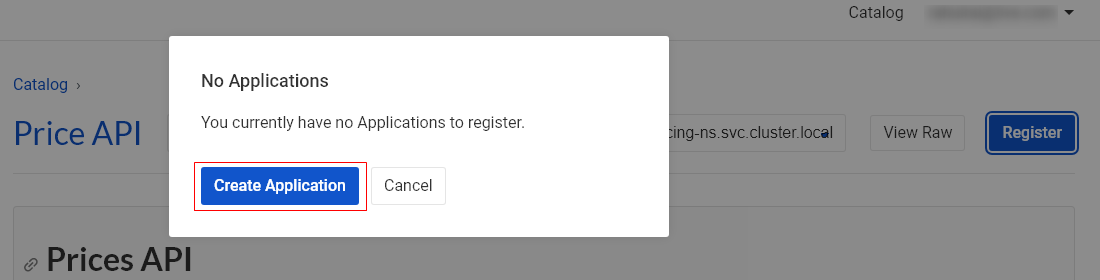 Catalog
Catalog ›
Price API
cing-ns.svc.cluster.local
View Raw
Register
No Applications
You currently have no Applications to register.
Create Application
Cancel
Prices API